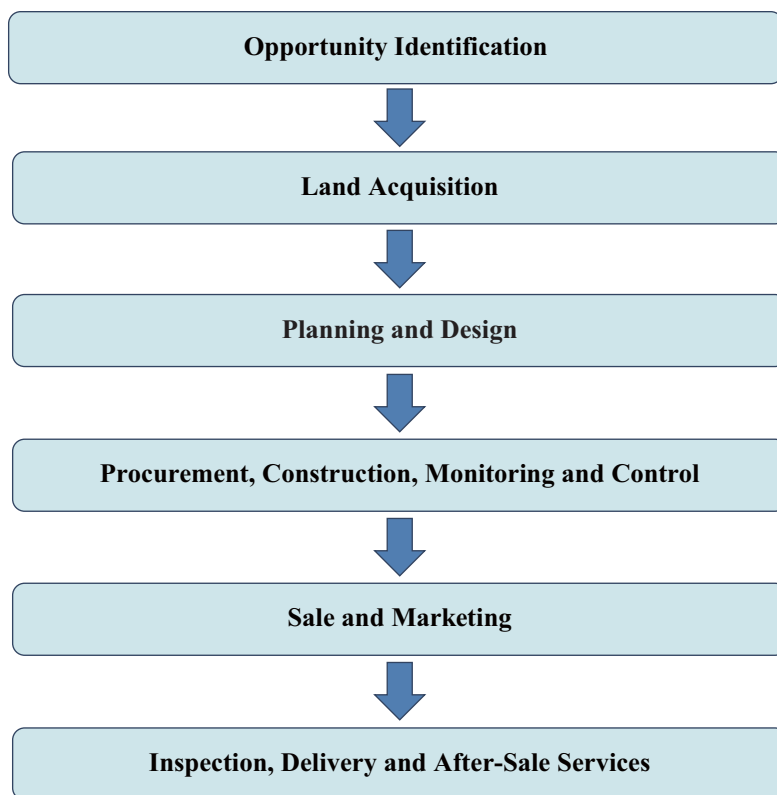 Opportunity Identification
Land Acquisition
Planning and Design
Procurement, Construction, Monitoring and Control
Sale and Marketing
Inspection, Delivery and After-Sale Services